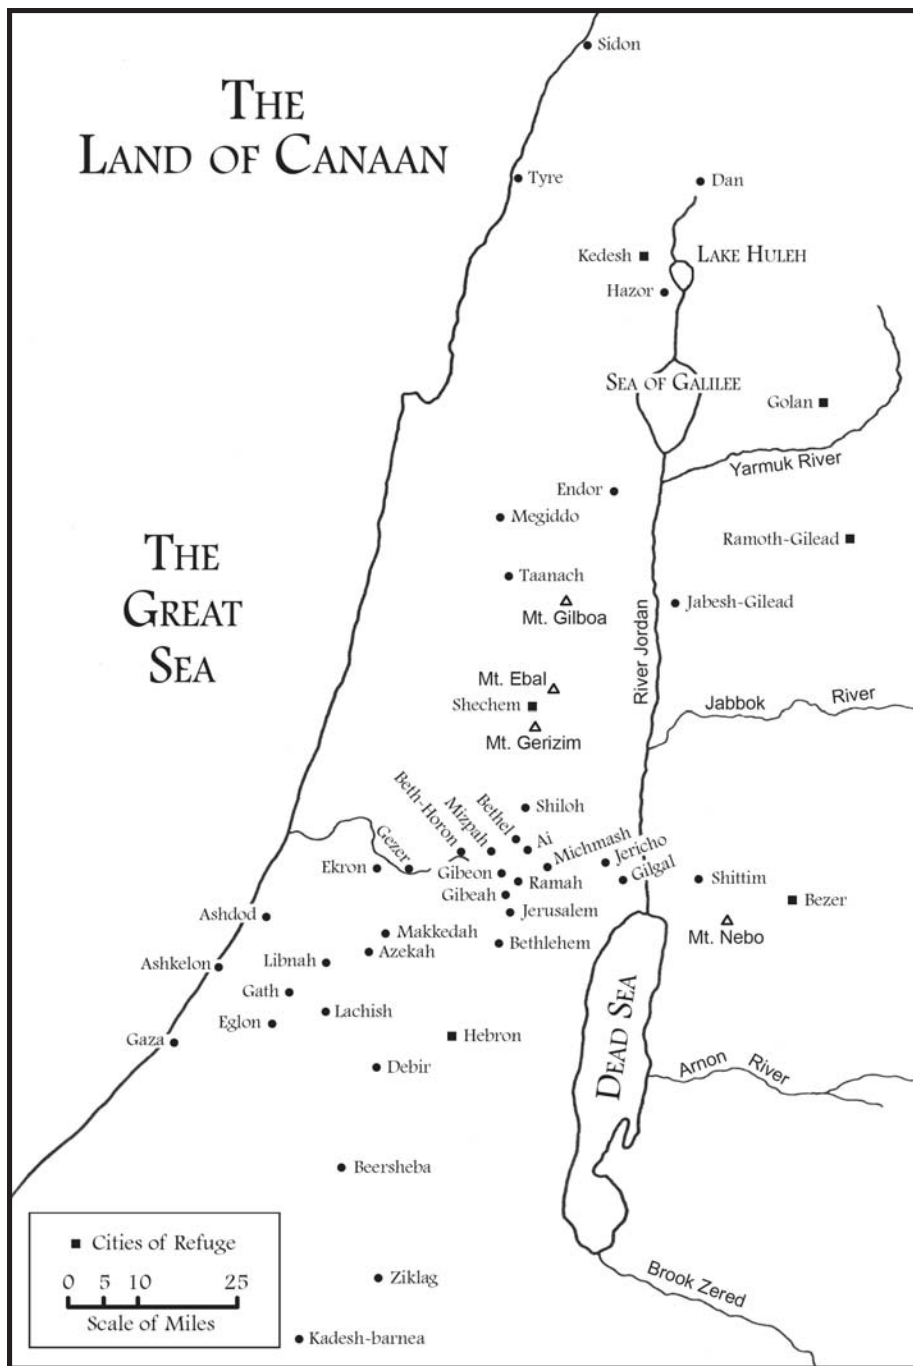 Sidon
THE
LAND OF CANAAN
Tyre
Dan
Kedesh
LAKE HULEH
Hazor
SEA OF GALILEE
Golan
Yarmuk River
Endor
Megiddo
THE
GREAT
SEA
Ramoth-Gilead
Taanach
Mt. Gilboa
Jabesh-Gilead
River Jordan
Mt. Ebal
Shechem
Jabbok River
Mt. Gerizim
Shiloh
Beth-Horon
Mizpah
Bethel
Ai
Michmash
Jericho
Gezer
Ekron
Gibeon
Ramah
Gilgal
Shittim
Gibeah
Bezer
Ashdod
Jerusalem
Makkedah
Mt. Nebo
Bethlehem
Azekah
Libnah
Ashkelon
Gath
Lachish
Eglon
DEAD SEA
Gaza
Hebron
Debir
Arnon River
Beersheba
Cities of Refuge
0 5 10 25
Scale of Miles
Ziklag
Brook Zered
Kadesh-barnea